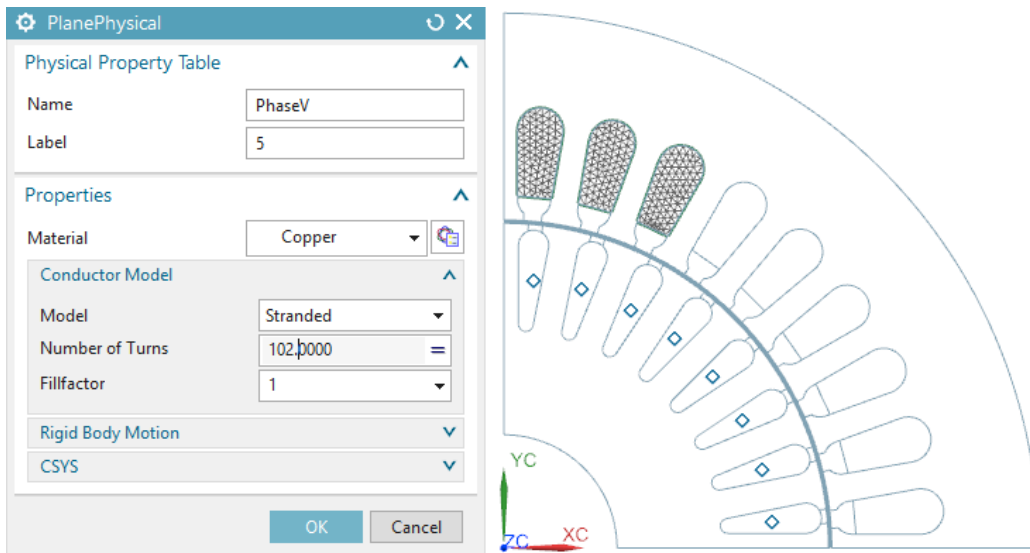 PlanePhysical
Physical Property Table
Name PhaseV
Label 5
Properties
Material Copper
Conductor Model
Model Stranded
Number of Turns 102.0000 =
Fillfactor 1
Rigid Body Motion
CSYS
OK Cancel
YC
ZC XC